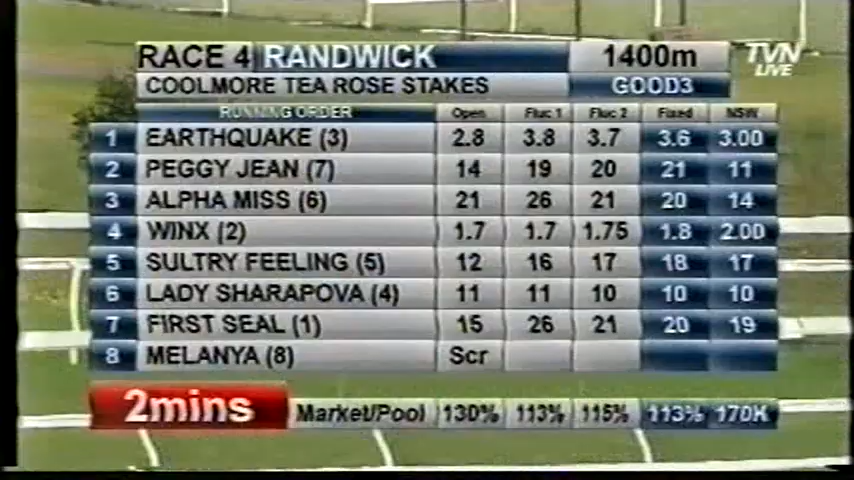 RACE 4 RANDWICK 1400m
TVN LIVE
COOLMORE TEA ROSE STAKES GOOD3
RUNNING ORDER Open Fluc 1 Fluc 2 Fixed NSW
1 EARTHQUAKE (3) 2.8 3.8 3.7 3.6 3.00
2 PEGGY JEAN (7) 14 19 20 21 11
3 ALPHA MISS (6) 21 26 21 20 14
4 WINX (2) 1.7 1.7 1.75 1.8 2.00
5 SULTRY FEELING (5) 12 16 17 18 17
6 LADY SHARAPOVA (4) 11 11 10 10 10
7 FIRST SEAL (1) 15 26 21 20 19
8 MELANYA (8) Scr
2mins Market/Pool 130% 113% 115% 113% 170K